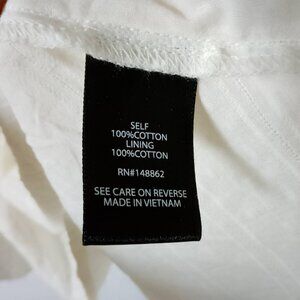 SELF
100%COTTON
LINING
100%COTTON
RN#148862
SEE CARE ON REVERSE
MADE IN VIETNAM